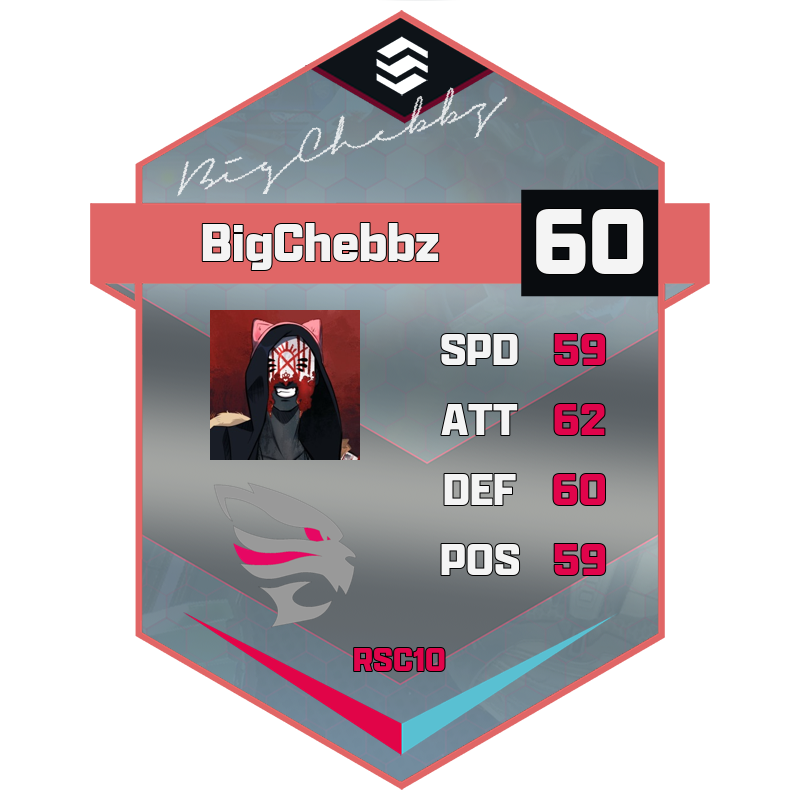 BigChebbz
BigChebbz 60
SPD 59
ATT 62
DEF 60
POS 59
RSC10